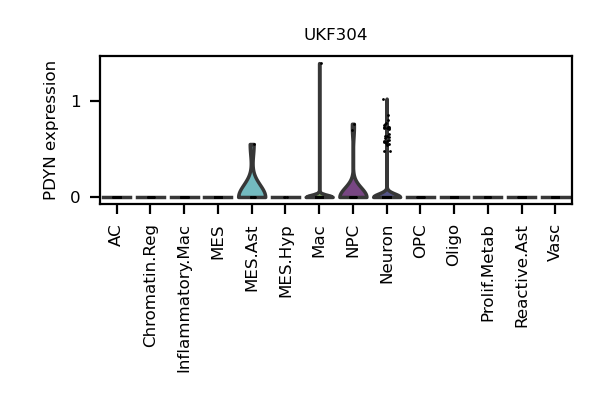 UKF304
PDYN expression
1
0
AC
Chromatin.Reg
Inflammatory.Mac
MES
MES.Ast
MES.Hyp
Mac
NPC
Neuron
OPC
Oligo
Prolif.Metab
Reactive.Ast
Vasc